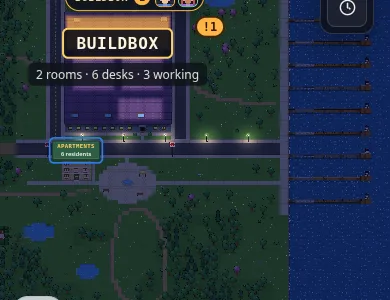 !1
BUILDBOX
2 rooms · 6 desks · 3 working
APARTMENTS
6 residents